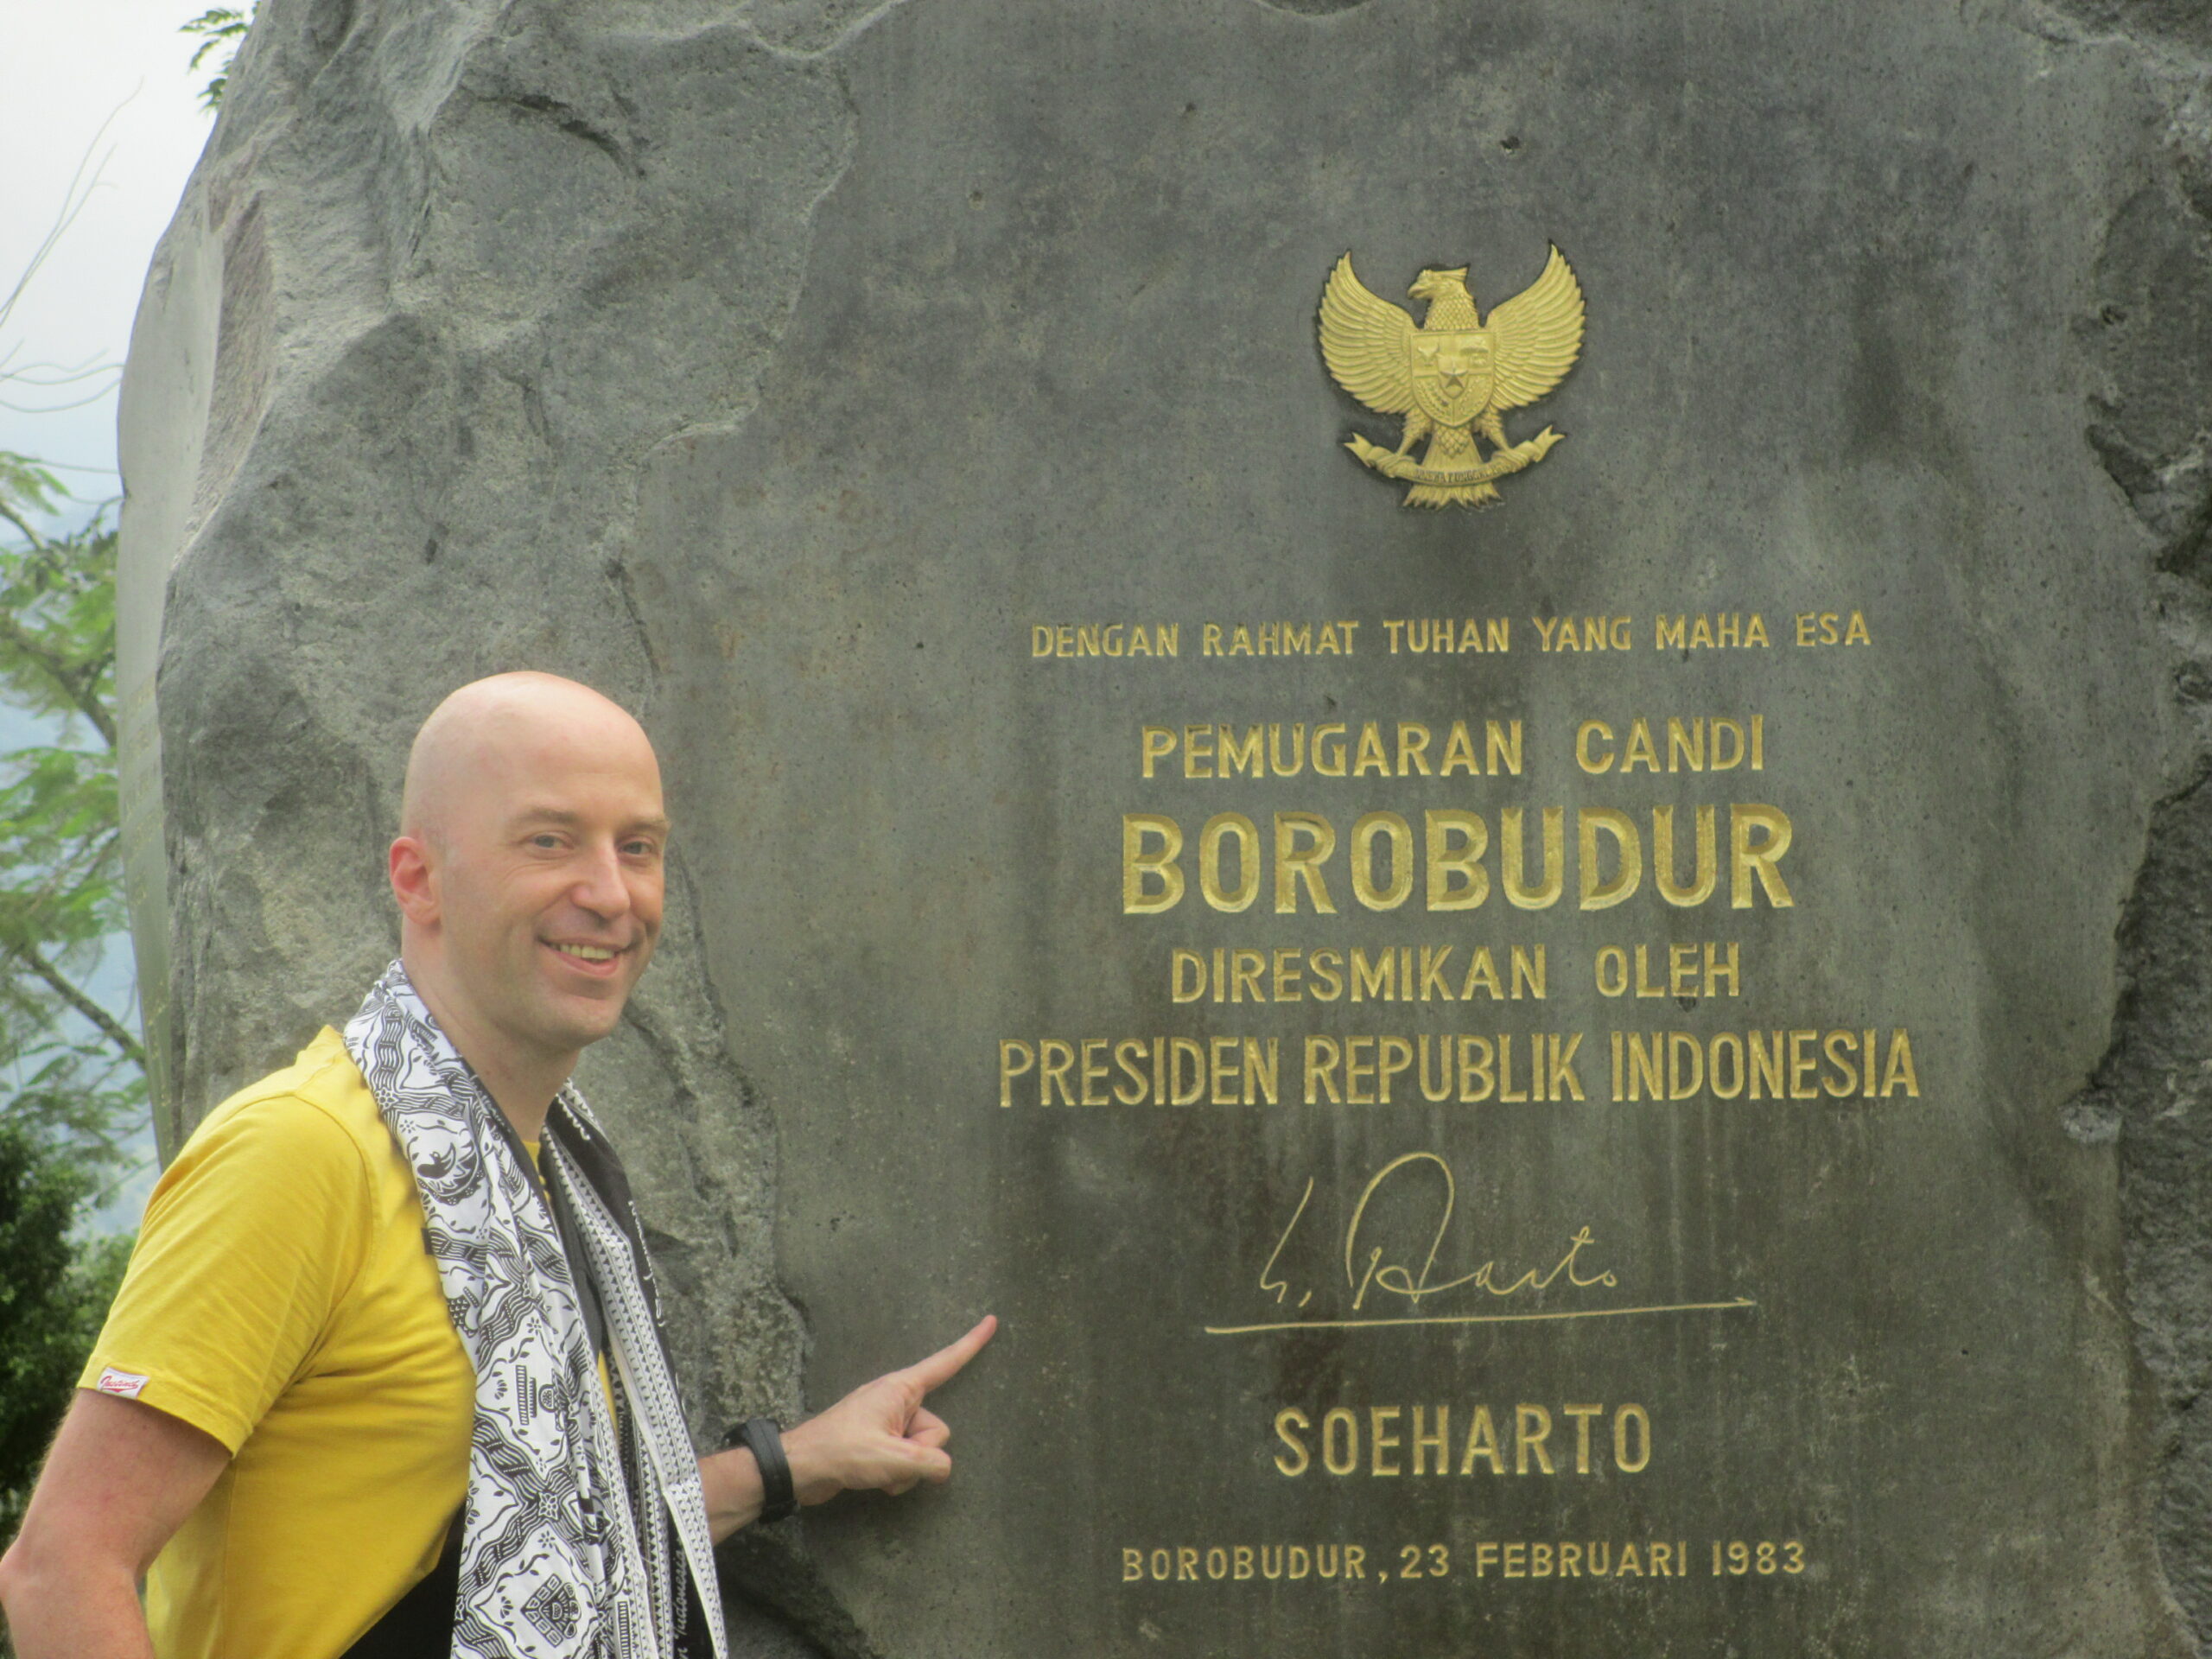 DENGAN RAHMAT TUHAN YANG MAHA ESA
PEMUGARAN CANDI
BOROBUDUR
DIRESMIKAN OLEH
PRESIDEN REPUBLIK INDONESIA
SOEHARTO
BOROBUDUR, 23 FEBRUARI 1983